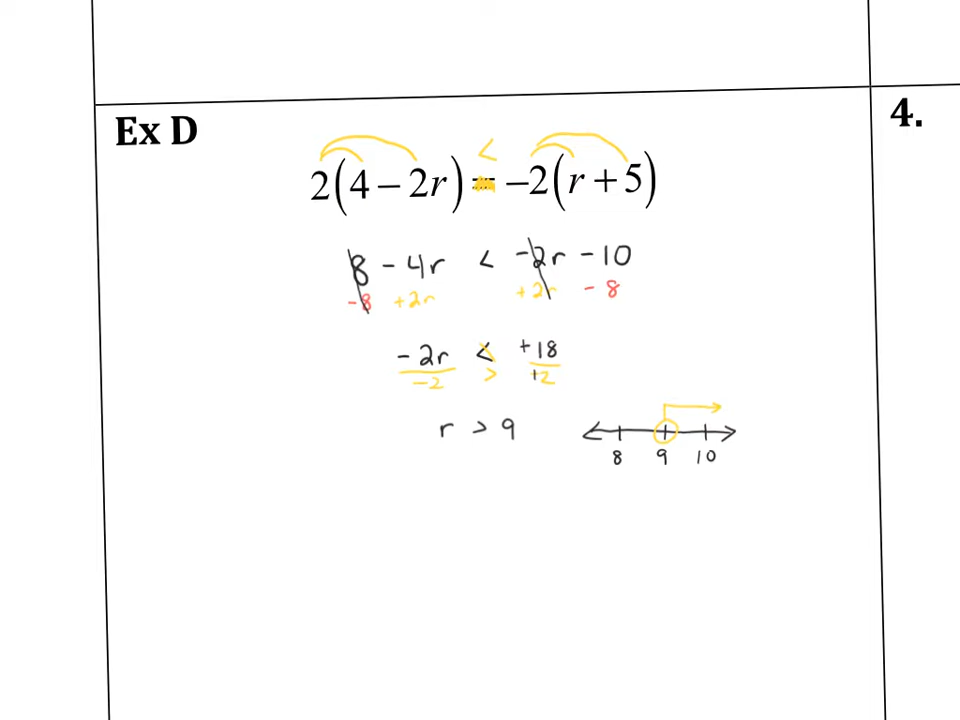 Ex D
4.
2(4 − 2r) < −2(r + 5)
8 - 4r < -2r - 10
-8 +2r +2r - 8
- 2r < +18
-2 > +2
r > 9
8 9 10